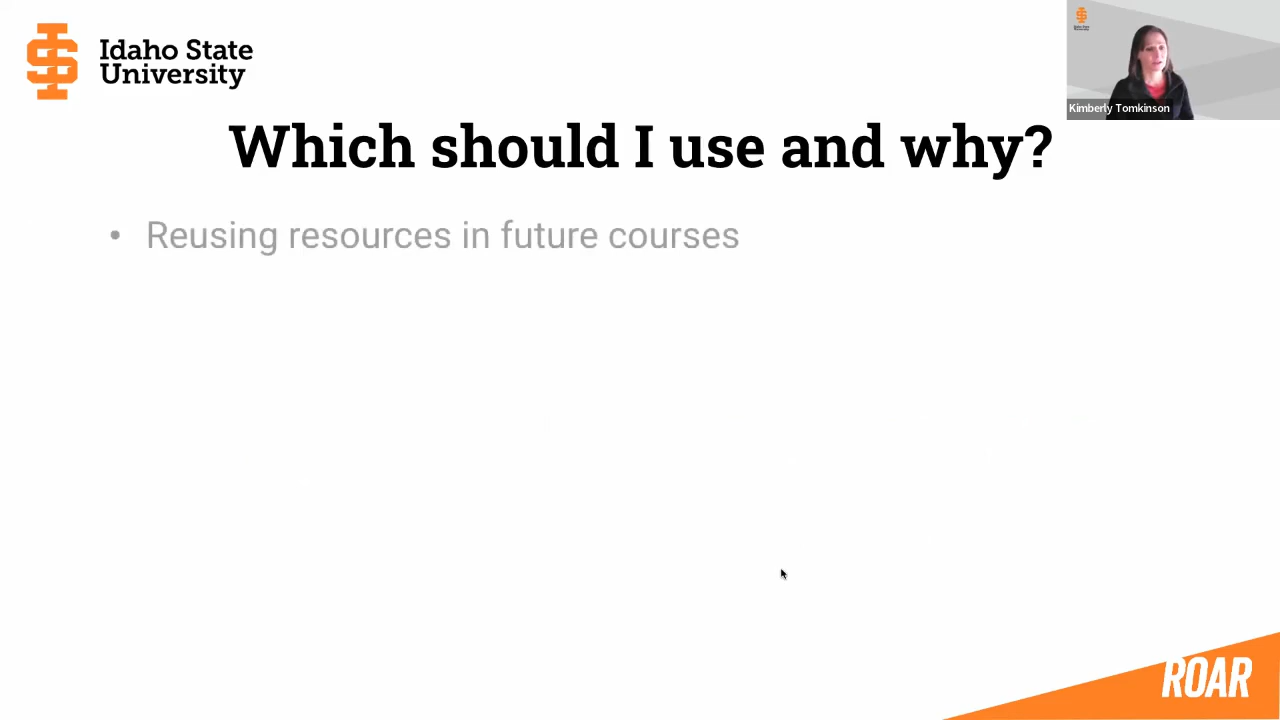 Idaho State
University
Kimberly Tomkinson
Which should I use and why?
• Reusing resources in future courses
ROAR